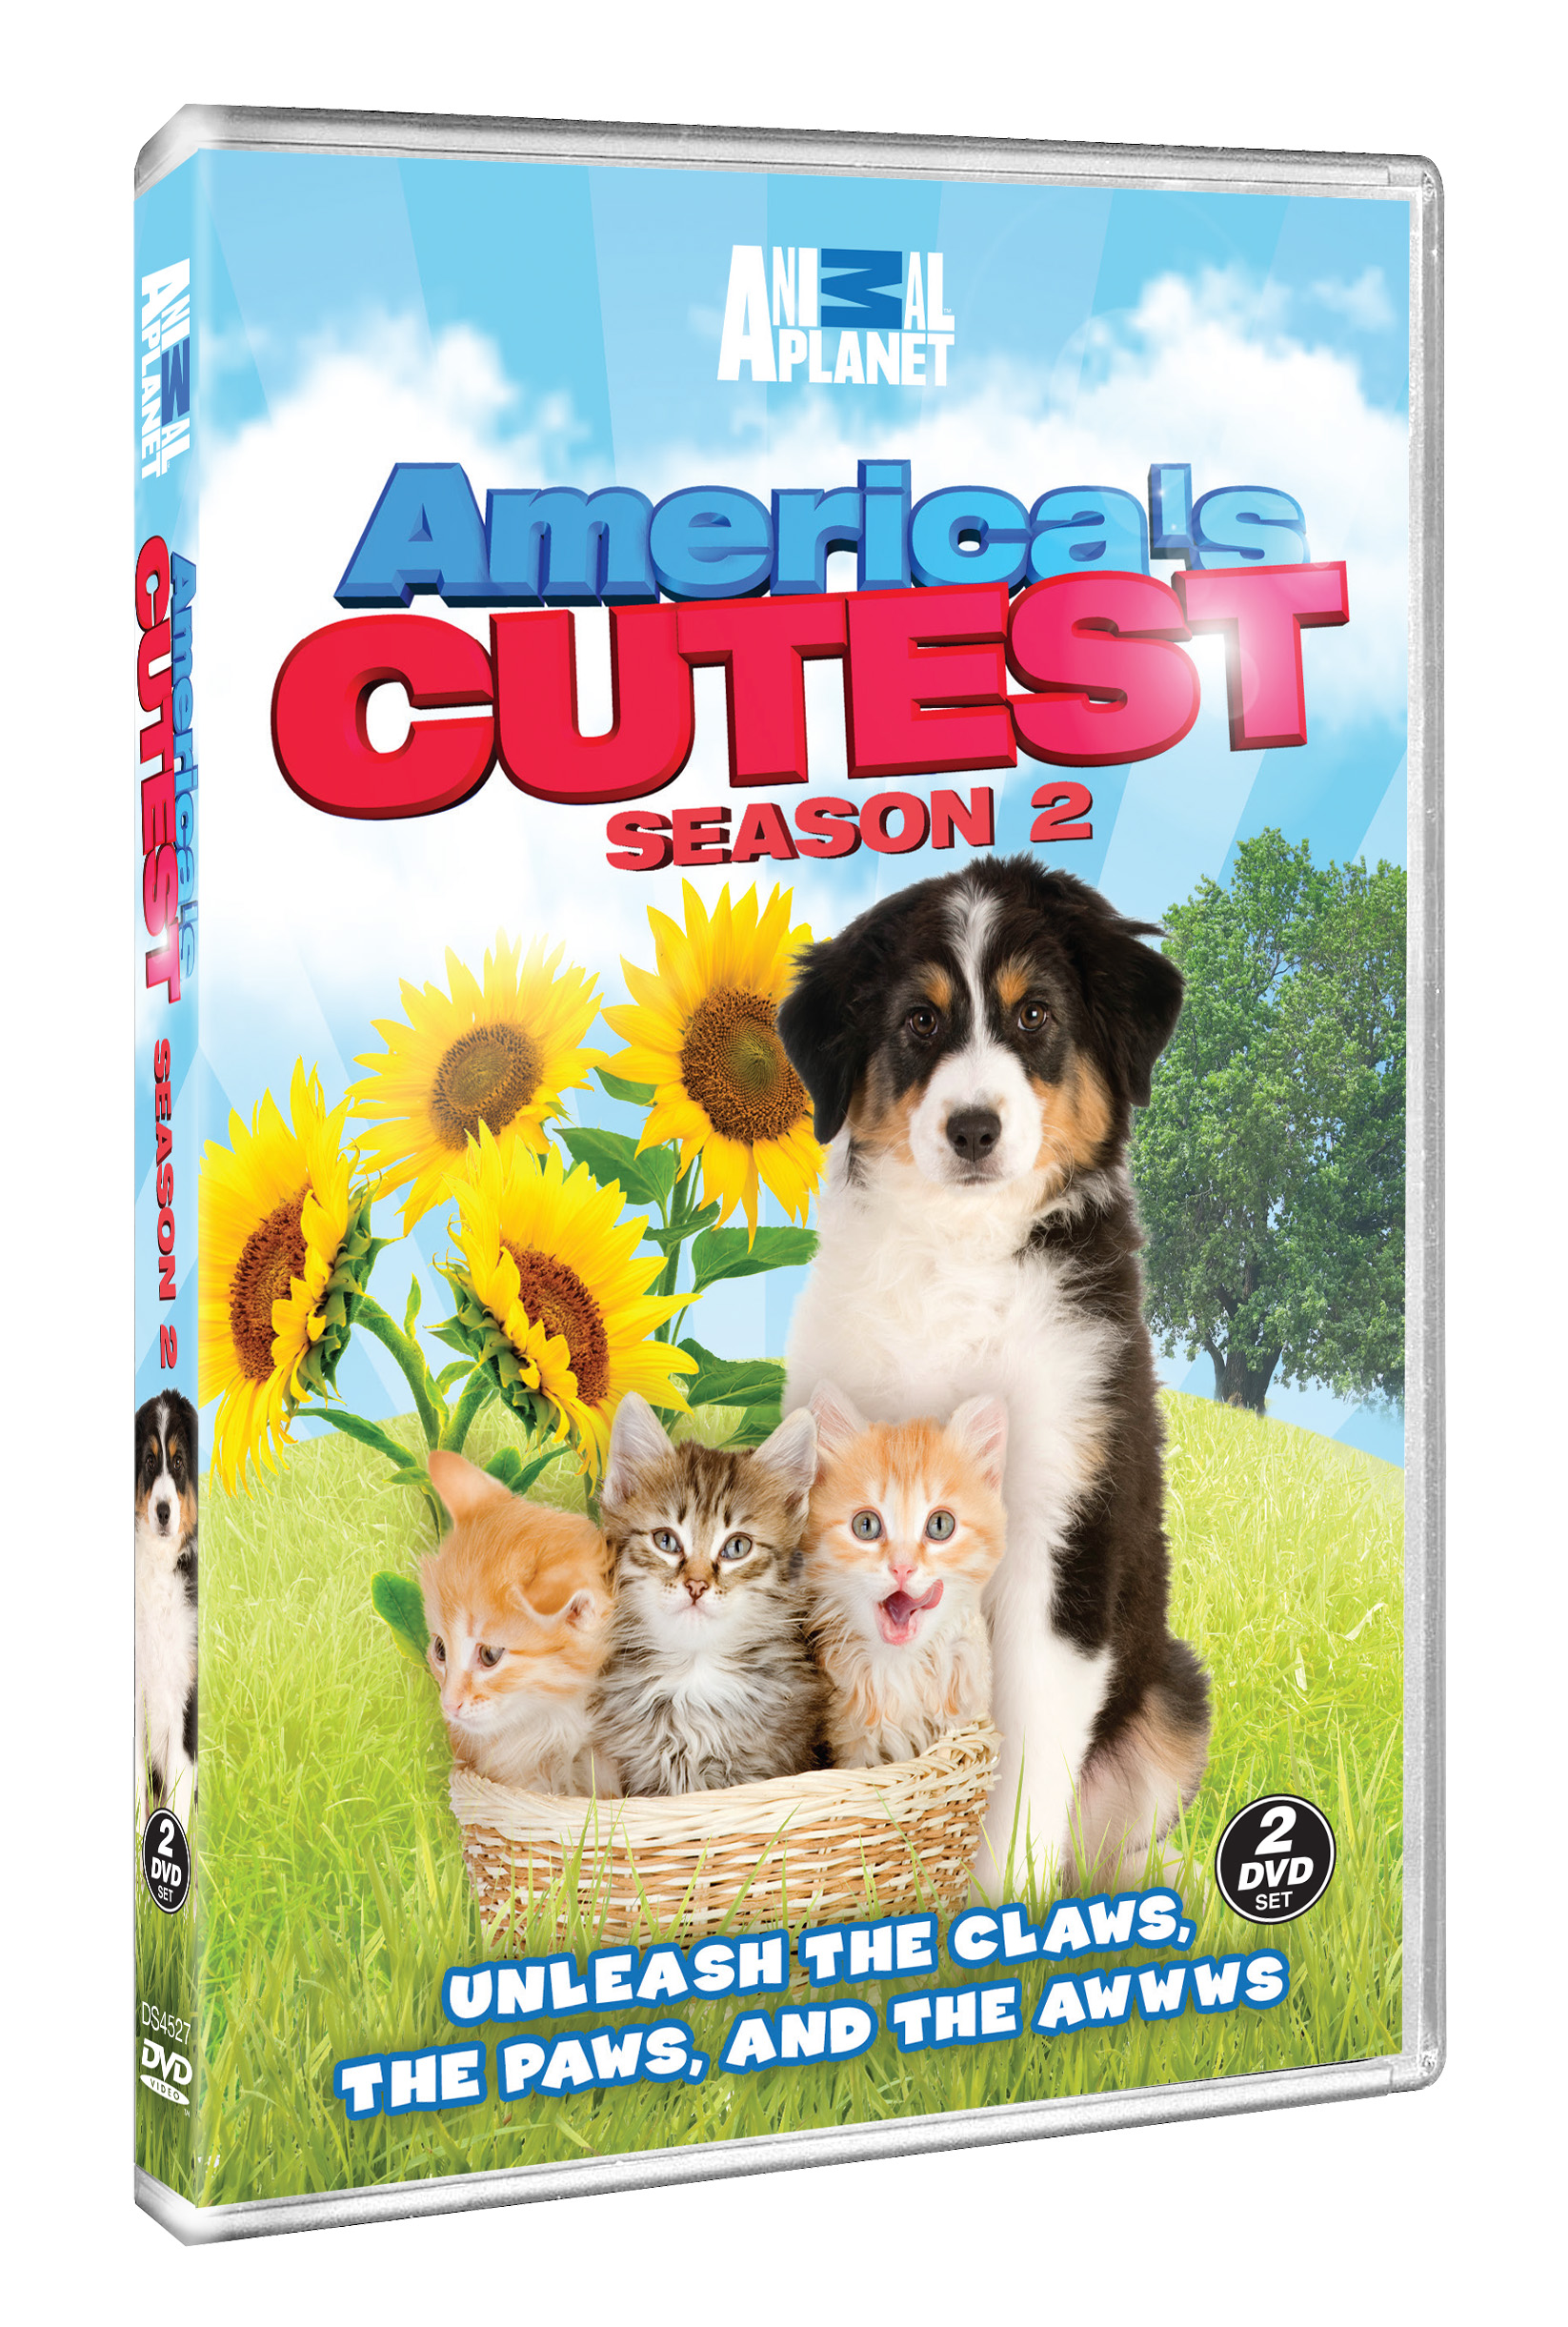 ANIMAL
PLANET
America's
CUTEST
SEASON 2
2
DVD
SET
UNLEASH THE CLAWS,
THE PAWS, AND THE AWWWS
ANIMAL
PLANET
America's
CUTEST
SEASON 2
2
DVD
SET
DS4527
DVD
VIDEO